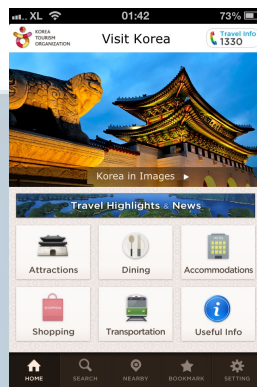 XL 01:42 73%
KOREA
TOURISM
ORGANIZATION
Visit Korea
Travel Info
1330
Korea in Images
Travel Highlights & News
Attractions Dining Accommodations
Shopping Transportation Useful Info
HOME SEARCH NEARBY BOOKMARK SETTING